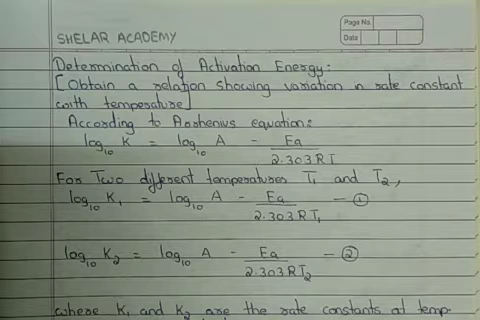 Page No.
SHELAR ACADEMY
Date
Determination of Activation Energy:
[Obtain a relation showing variation in rate constant
with temperature]
According to Arrhenius equation:
log₁₀ K = log₁₀ A - Ea / 2.303RT
For Two different temperatures T₁ and T₂,
log₁₀ K₁ = log₁₀ A - Ea / 2.303RT₁ — ①
log₁₀ K₂ = log₁₀ A - Ea / 2.303RT₂ — ②
where K₁ and K₂ are the rate constants at temp-